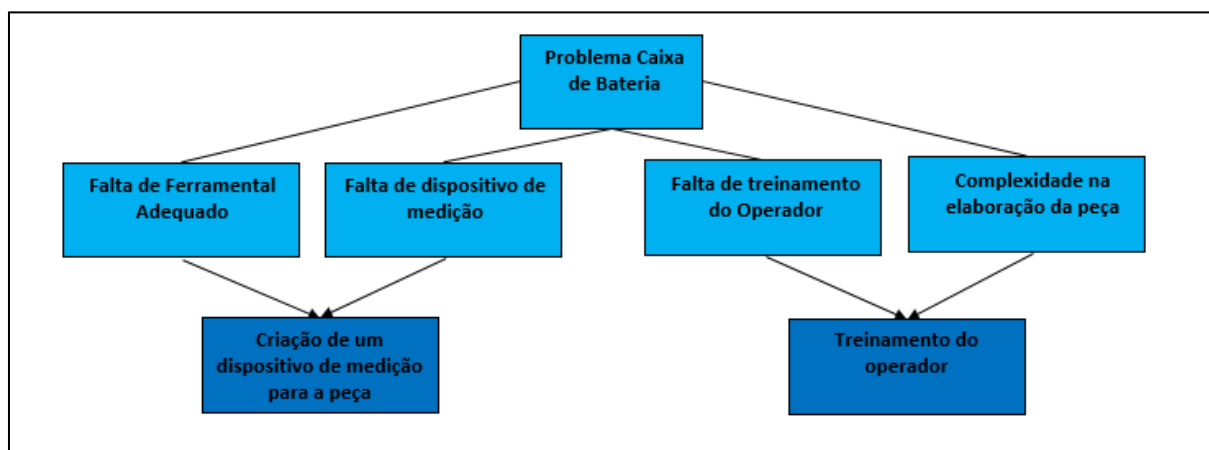 Problema Caixa
de Bateria
Falta de Ferramental
Adequado
Falta de dispositivo de
medição
Falta de treinamento
do Operador
Complexidade na
elaboração da peça
Criação de um
dispositivo de medição
para a peça
Treinamento do
operador